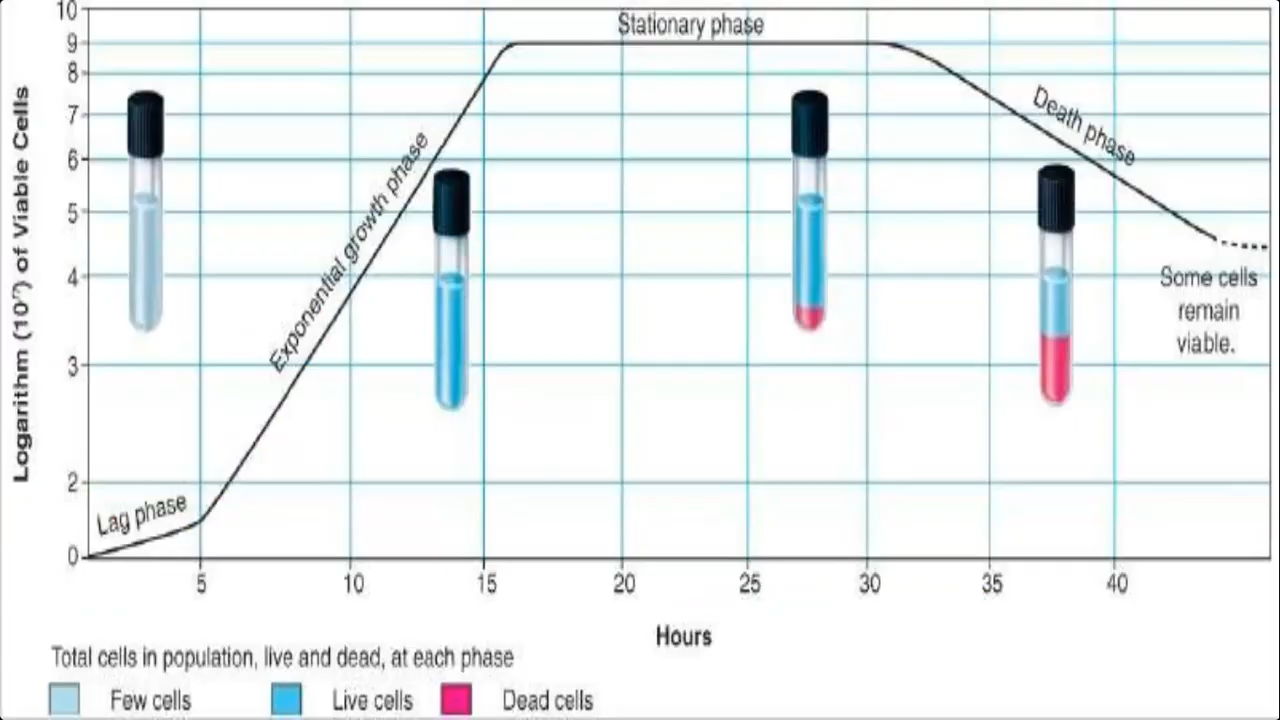 10
9
8
7
6
5
4
3
2
0
Logarithm (10ⁿ) of Viable Cells
Lag phase
Exponential growth phase
Stationary phase
Death phase
Some cells
remain
viable.
5 10 15 20 25 30 35 40
Hours
Total cells in population, live and dead, at each phase
Few cells Live cells Dead cells